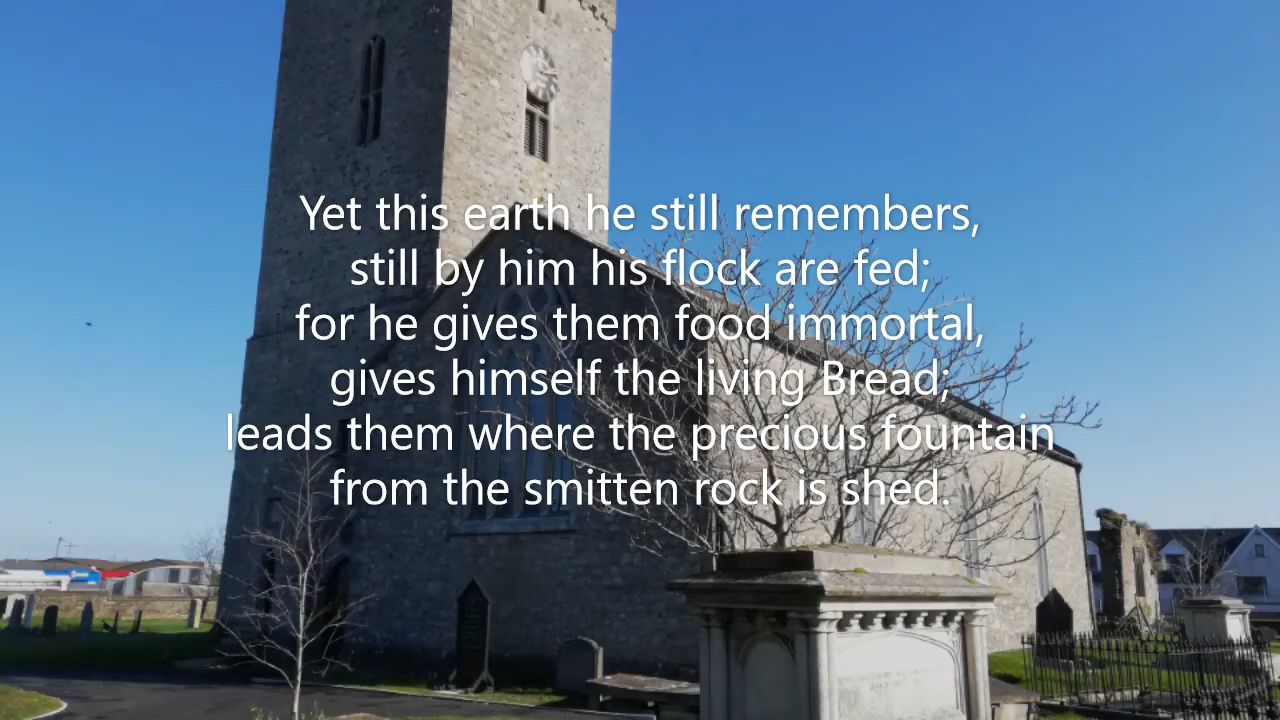 Yet this earth he still remembers,
still by him his flock are fed;
for he gives them food immortal,
gives himself the living Bread;
leads them where the precious fountain
from the smitten rock is shed.